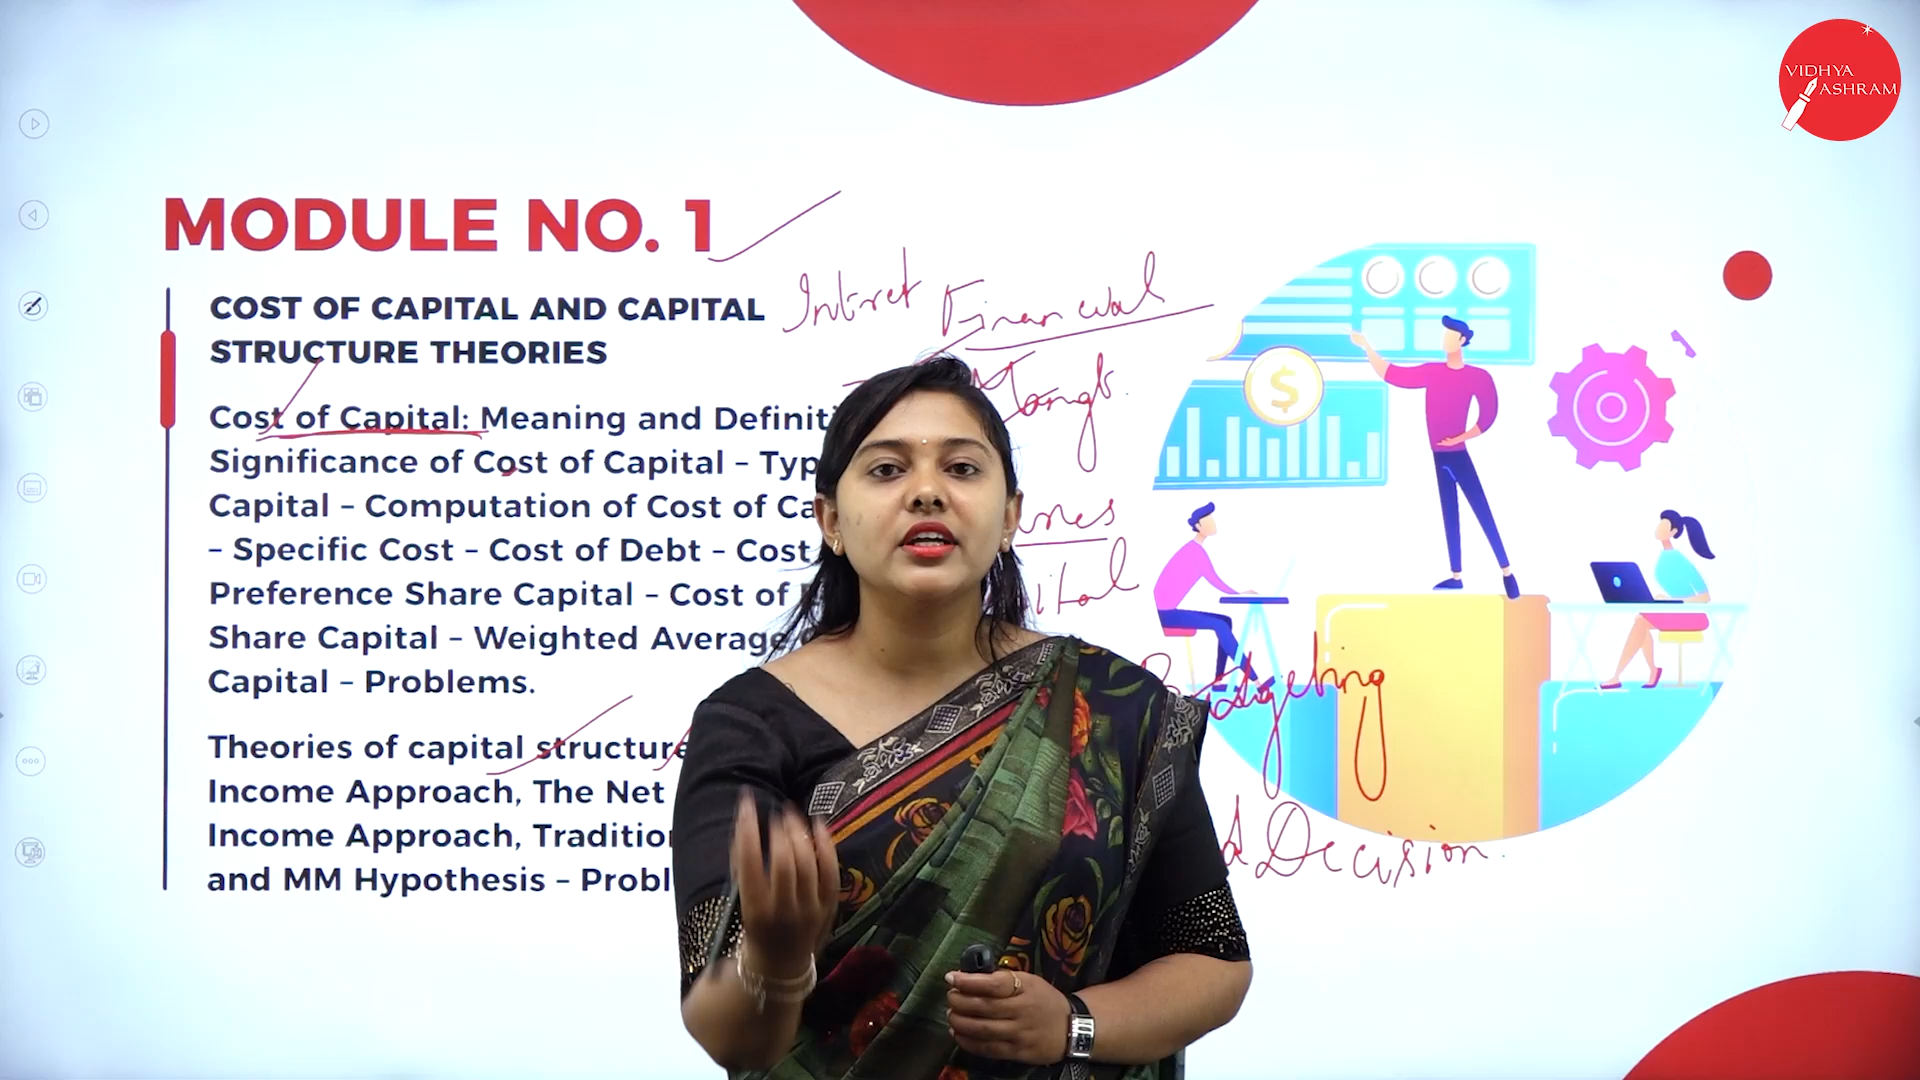 VIDHYA
ASHRAM
MODULE NO. 1
COST OF CAPITAL AND CAPITAL
STRUCTURE THEORIES
Cost of Capital: Meaning and Definiti
Significance of Cost of Capital – Typ
Capital – Computation of Cost of Ca
– Specific Cost – Cost of Debt – Cost
Preference Share Capital – Cost of
Share Capital – Weighted Average
Capital – Problems.
Theories of capital structure
Income Approach, The Net
Income Approach, Tradition
and MM Hypothesis – Probl
Financial
ital
Budgeting
d Decision.
$